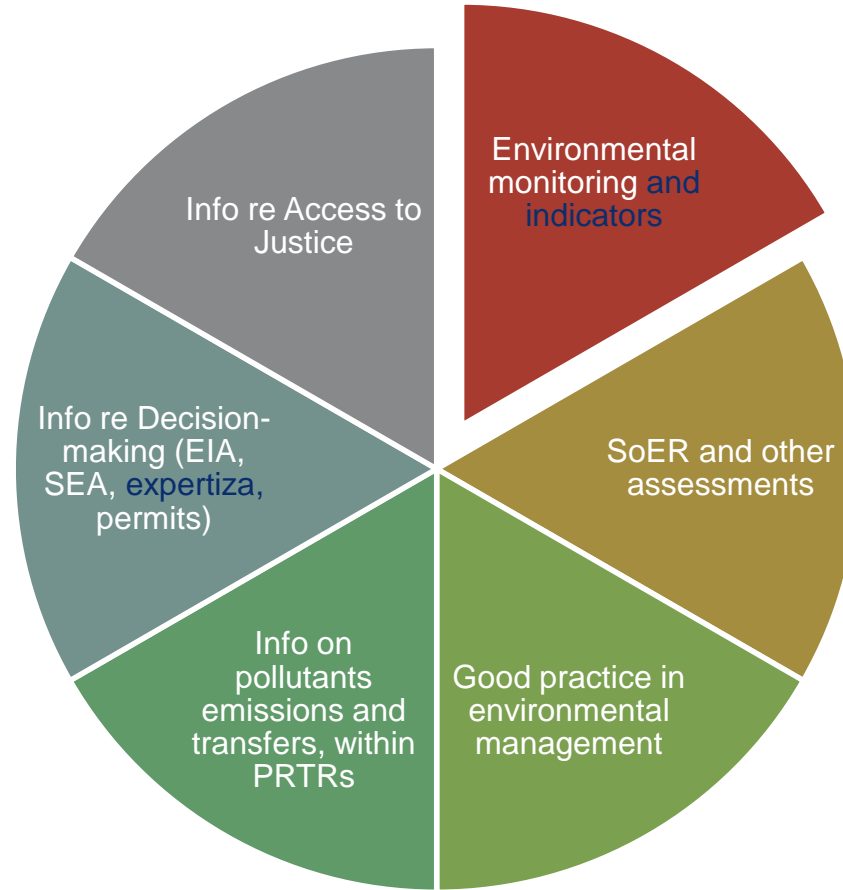 Environmental
monitoring and
indicators
SoER and other
assessments
Good practice in
environmental
management
Info on
pollutants
emissions and
transfers, within
PRTRs
Info re Decision-
making (EIA,
SEA, expertiza,
permits)
Info re Access to
Justice